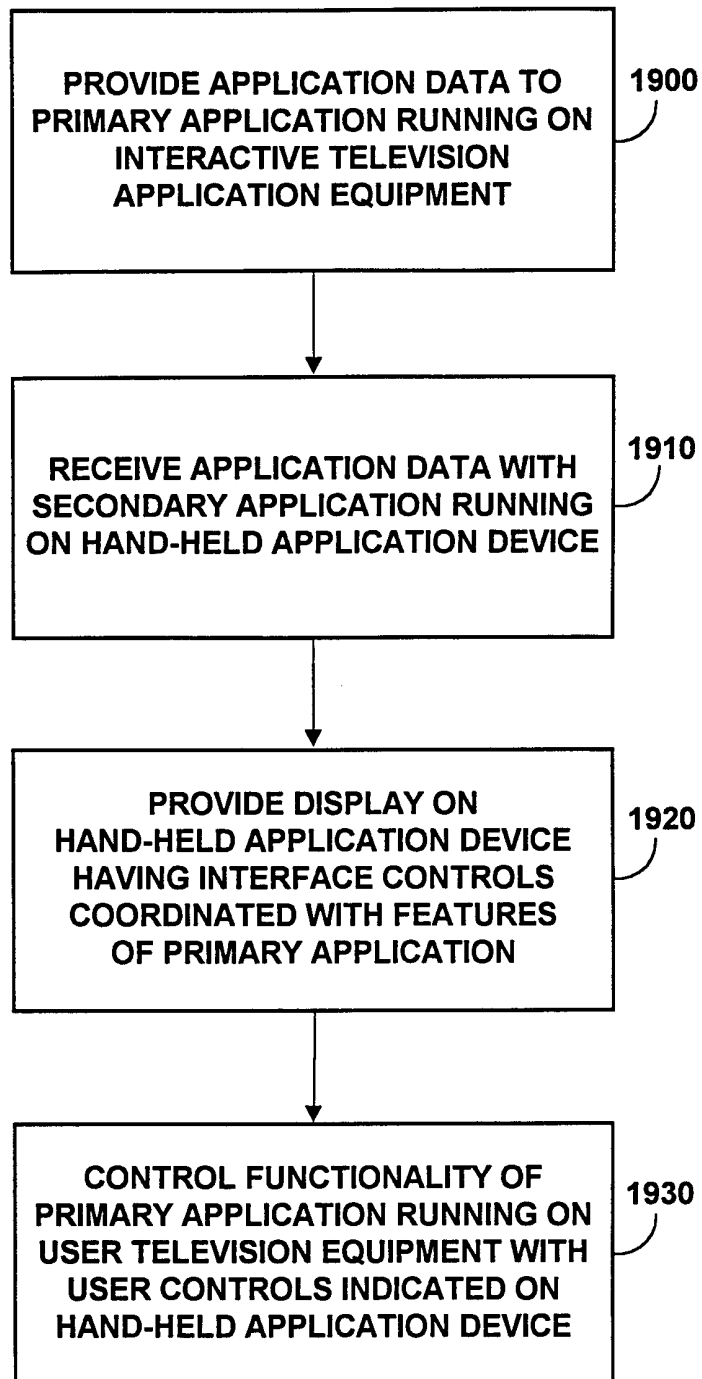 PROVIDE APPLICATION DATA TO
PRIMARY APPLICATION RUNNING ON
INTERACTIVE TELEVISION
APPLICATION EQUIPMENT
1900
RECEIVE APPLICATION DATA WITH
SECONDARY APPLICATION RUNNING
ON HAND-HELD APPLICATION DEVICE
1910
PROVIDE DISPLAY ON
HAND-HELD APPLICATION DEVICE
HAVING INTERFACE CONTROLS
COORDINATED WITH FEATURES
OF PRIMARY APPLICATION
1920
CONTROL FUNCTIONALITY OF
PRIMARY APPLICATION RUNNING ON
USER TELEVISION EQUIPMENT WITH
USER CONTROLS INDICATED ON
HAND-HELD APPLICATION DEVICE
1930